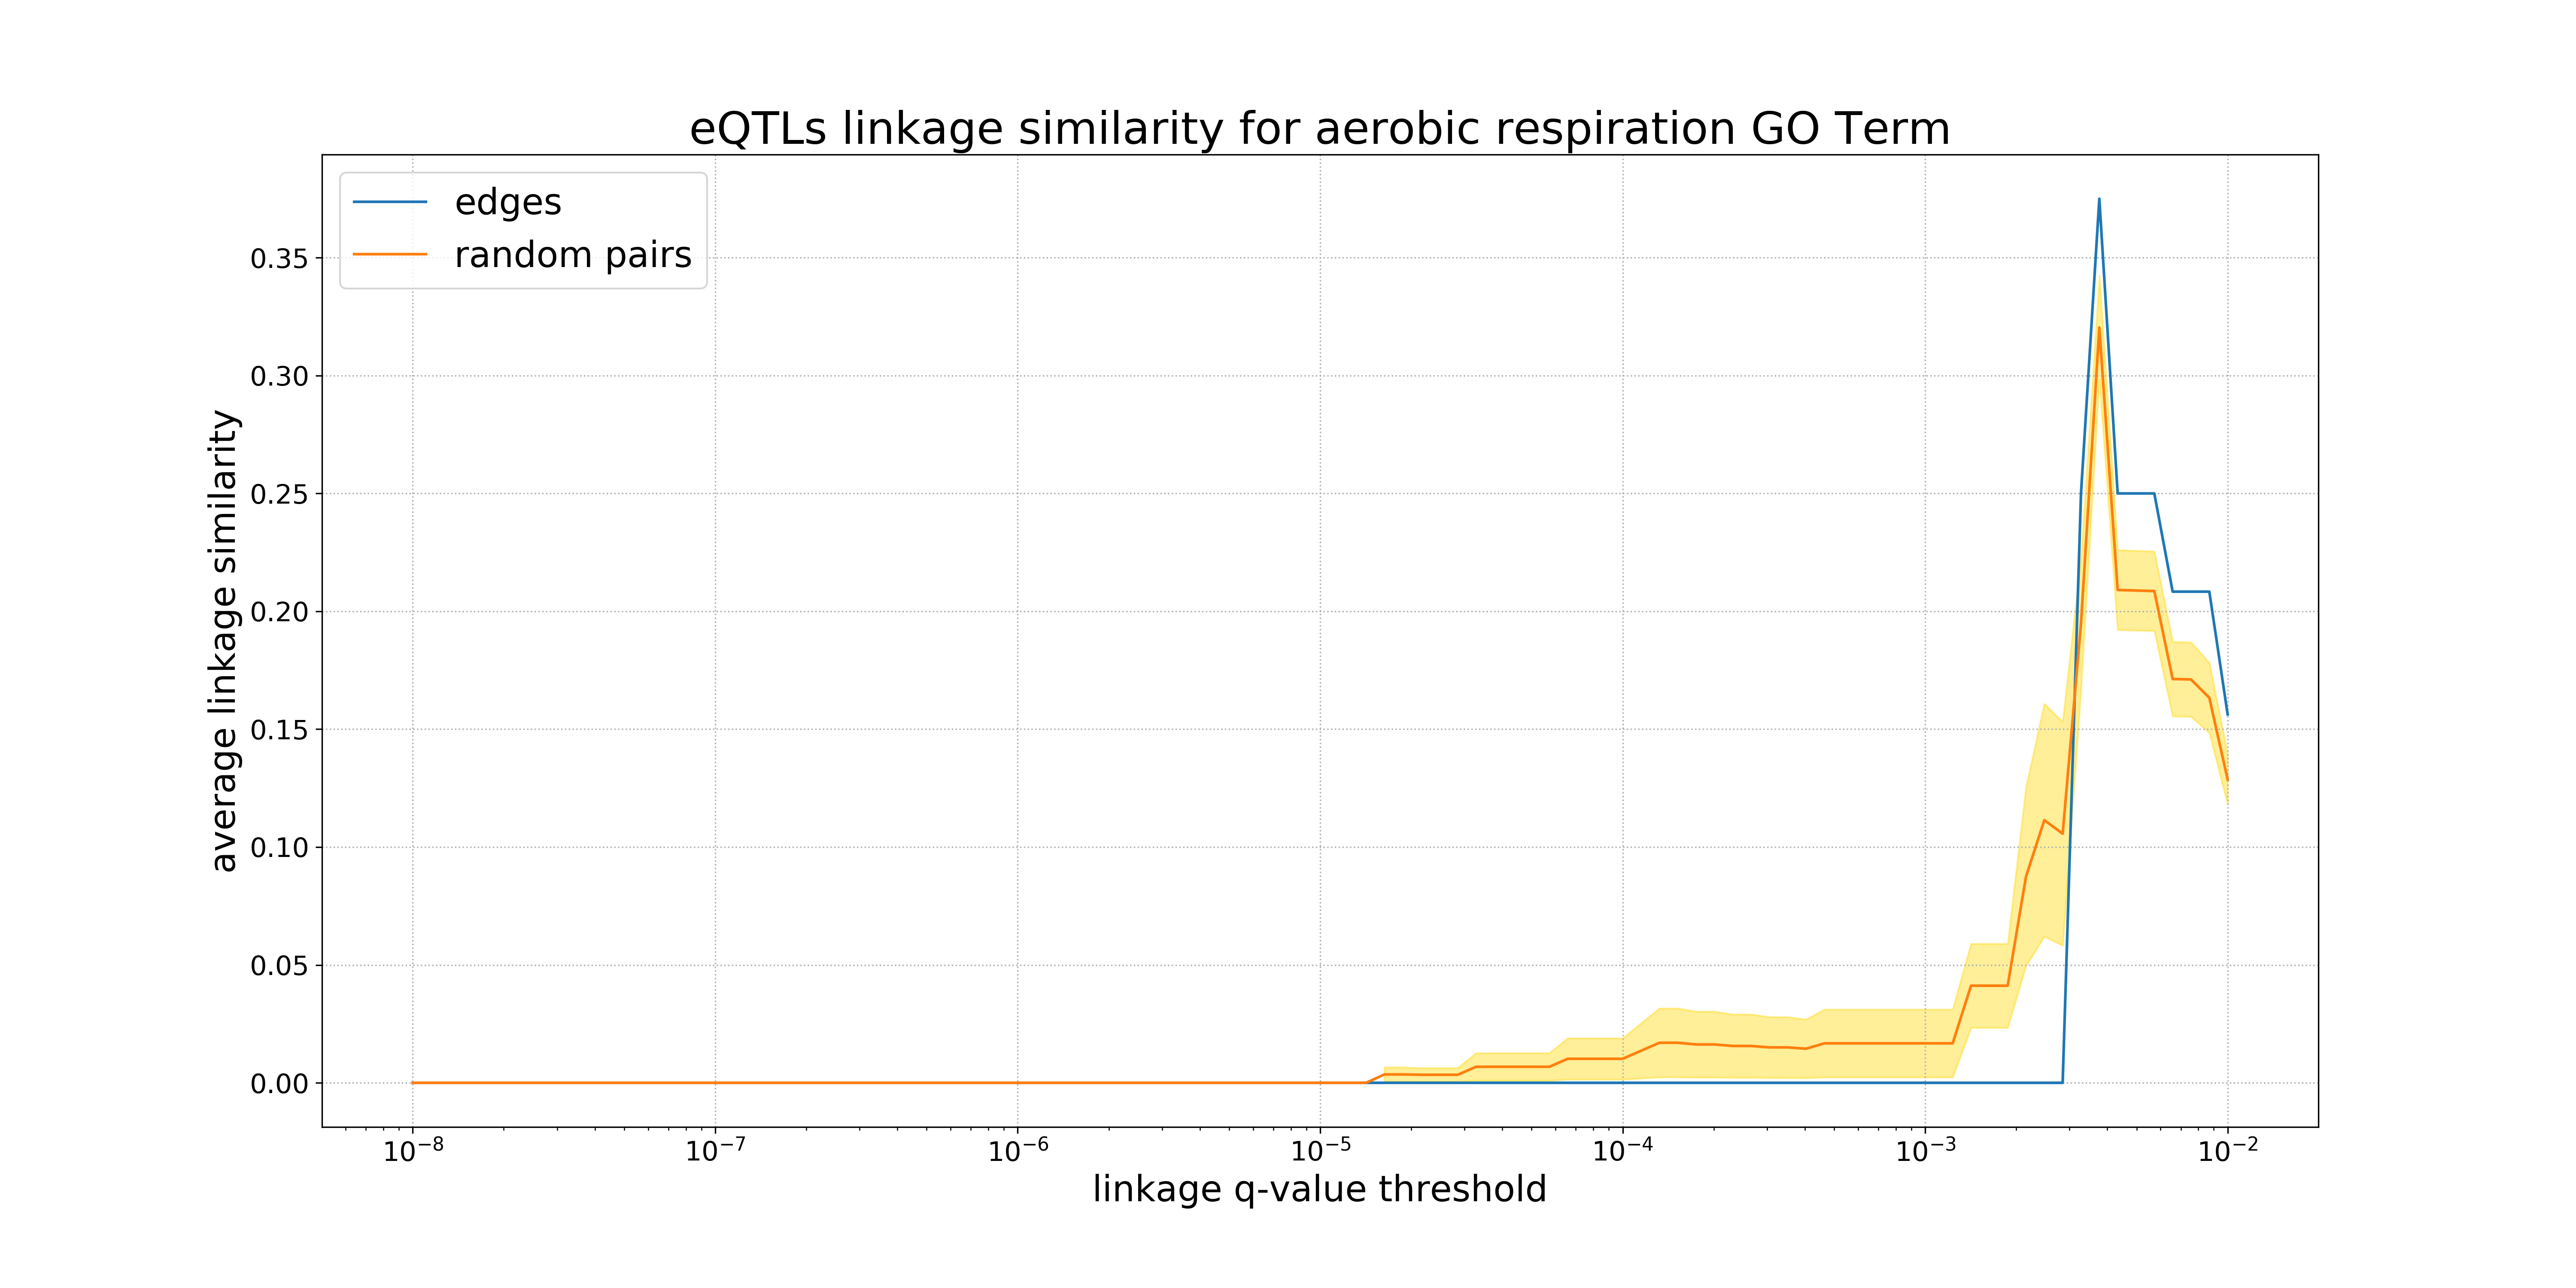 eQTLs linkage similarity for aerobic respiration GO Term
edges
random pairs
average linkage similarity
0.35
0.30
0.25
0.20
0.15
0.10
0.05
0.00
10⁻⁸ 10⁻⁷ 10⁻⁶ 10⁻⁵ 10⁻⁴ 10⁻³ 10⁻²
linkage q-value threshold